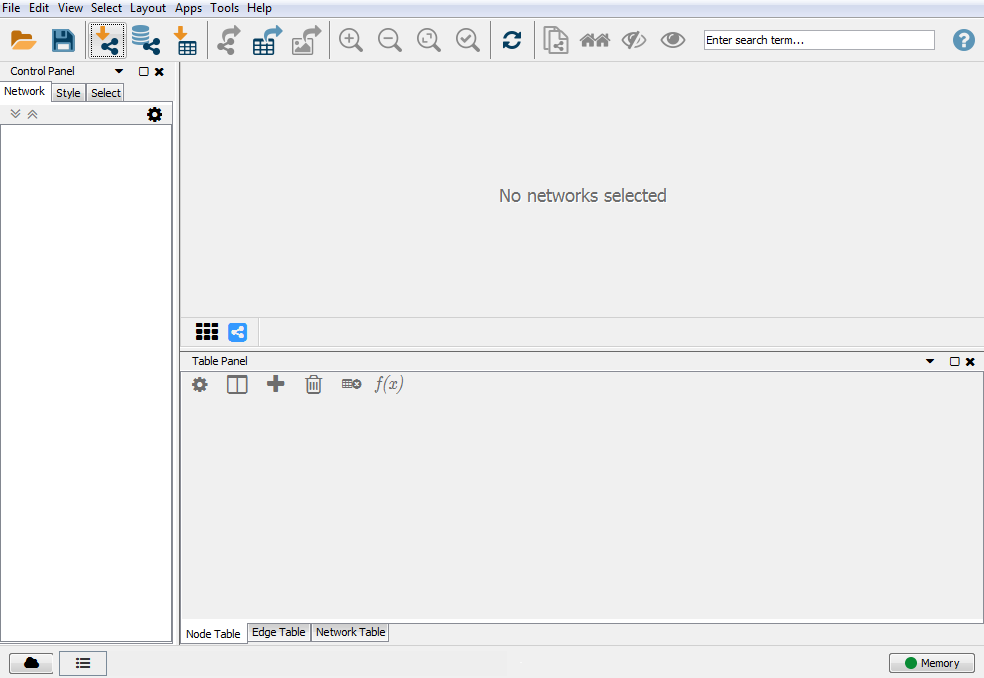 File Edit View Select Layout Apps Tools Help
Enter search term...
?
Control Panel
Network Style Select
No networks selected
Table Panel
f(x)
Node Table Edge Table Network Table
Memory